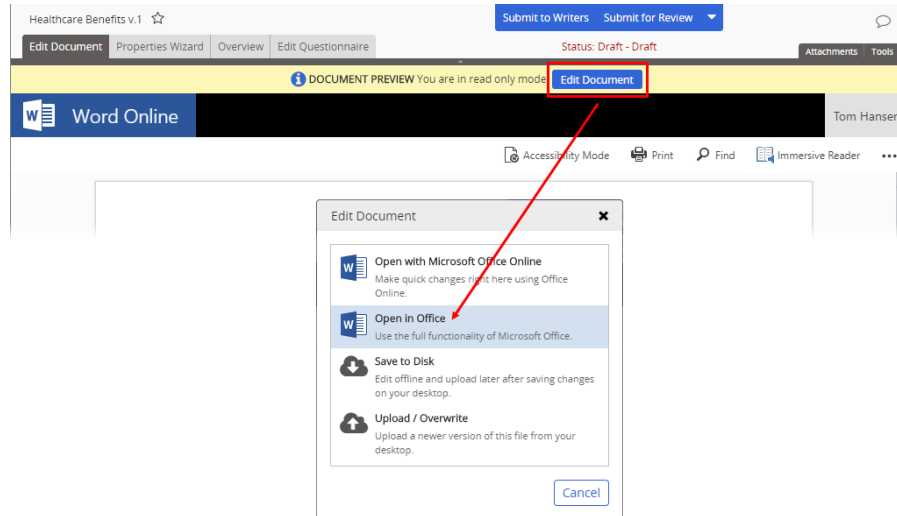 Healthcare Benefits v.1
Submit to Writers Submit for Review
Edit Document Properties Wizard Overview Edit Questionnaire
Status: Draft - Draft
Attachments Tools
DOCUMENT PREVIEW You are in read only mode Edit Document
W Word Online
Tom Hansen
Accessibility Mode Print Find Immersive Reader
Edit Document
W Open with Microsoft Office Online
Make quick changes right here using Office
Online.
W Open in Office
Use the full functionality of Microsoft Office.
Save to Disk
Edit offline and upload later after saving changes
on your desktop.
Upload / Overwrite
Upload a newer version of this file from your
desktop.
Cancel